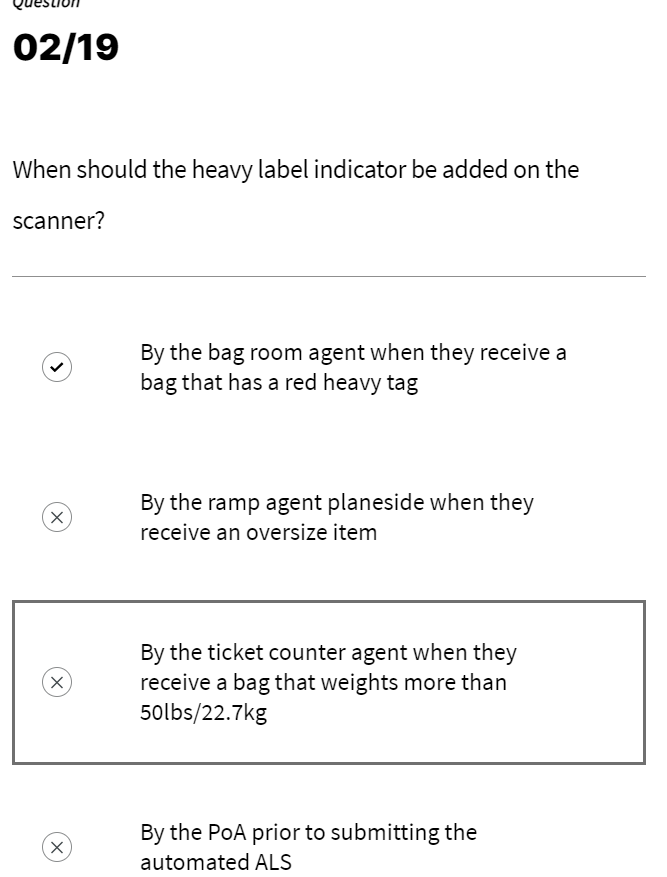 Question
02/19
When should the heavy label indicator be added on the
scanner?
By the bag room agent when they receive a
bag that has a red heavy tag
By the ramp agent planeside when they
receive an oversize item
By the ticket counter agent when they
receive a bag that weights more than
50lbs/22.7kg
By the PoA prior to submitting the
automated ALS